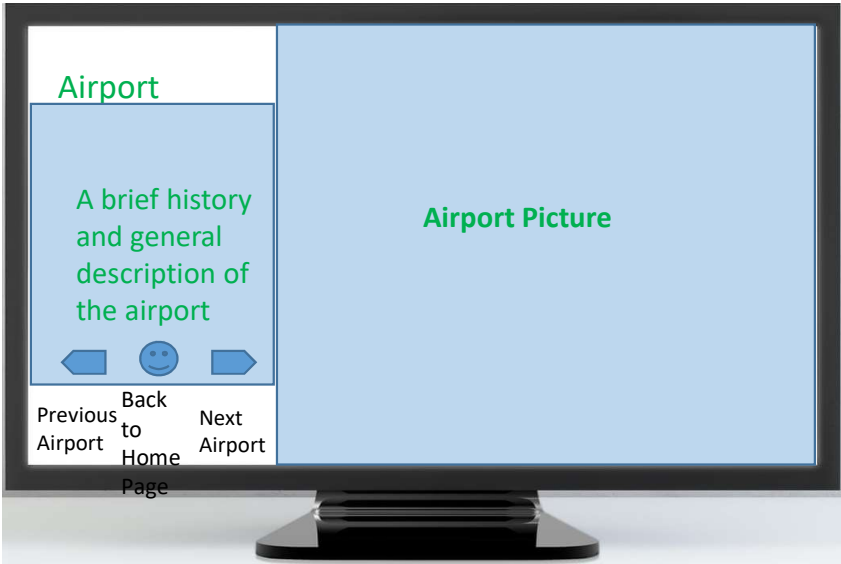 Airport
A brief history
and general
description of
the airport
Airport Picture
Previous
Airport
Back
to
Home
Page
Next
Airport